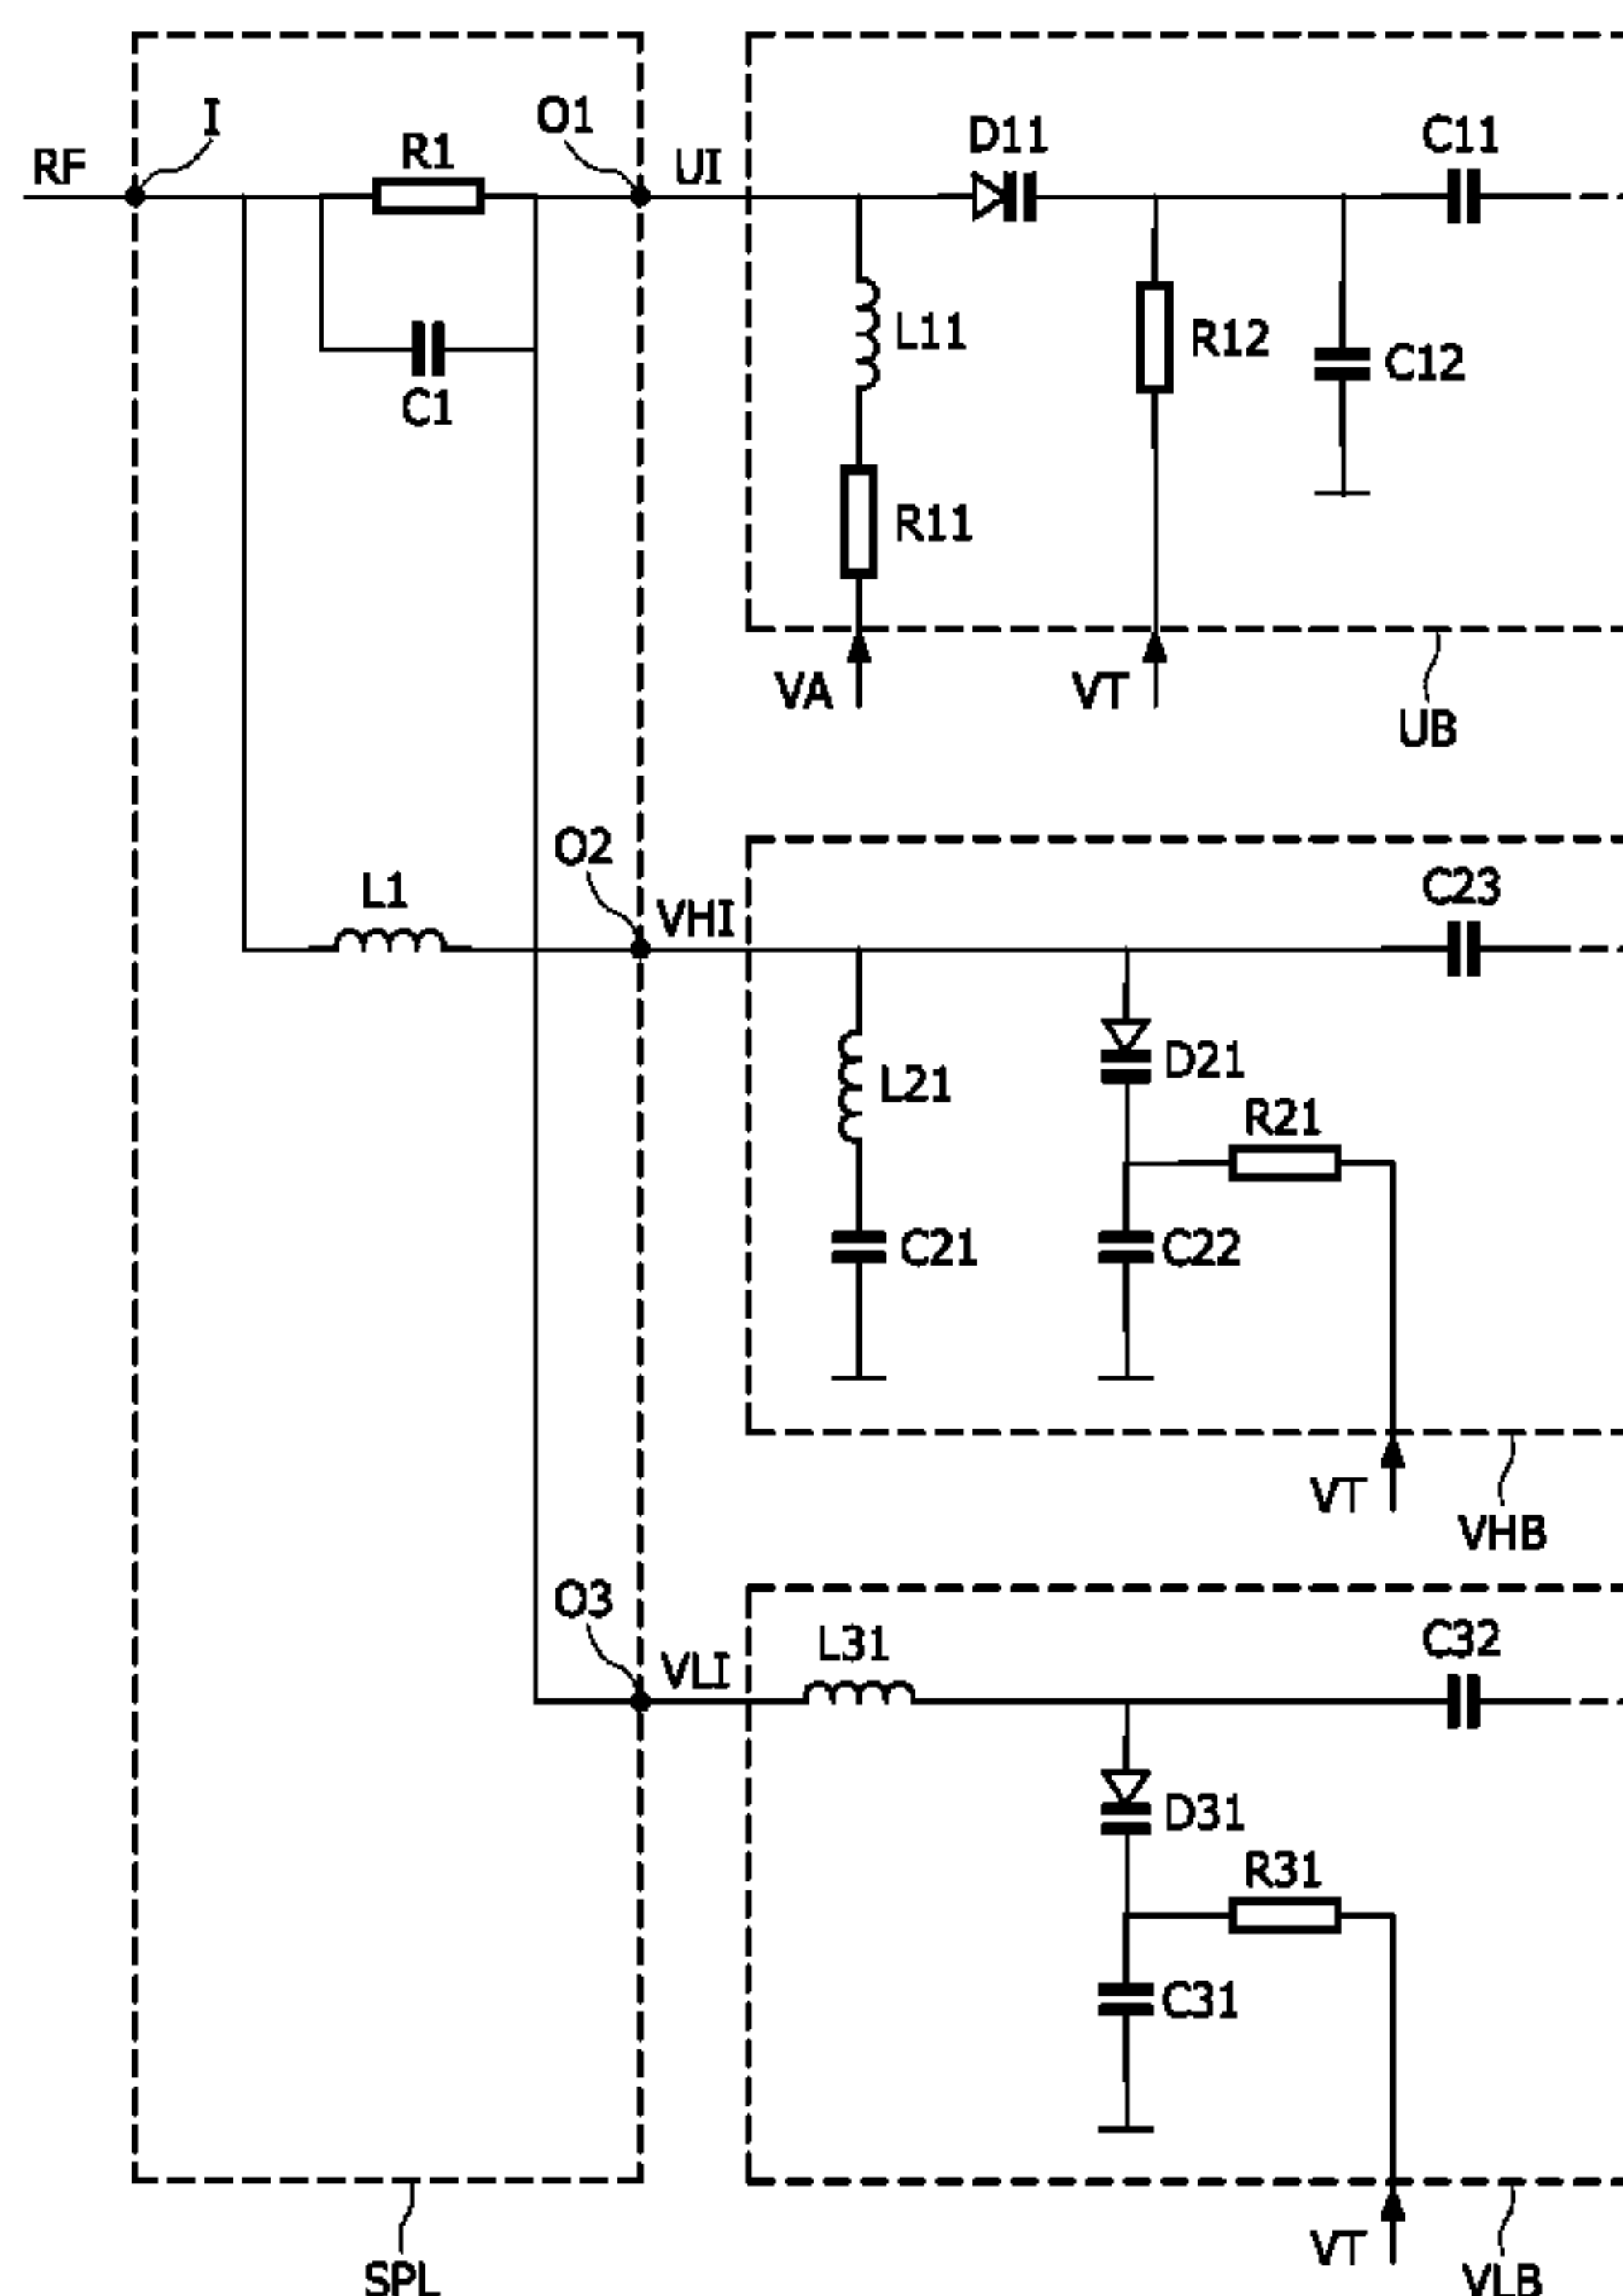 RF
I
R1
O1
UI
D11
C11
C1
L11
R12
C12
R11
VA
VT
UB
L1
O2
VHI
C23
L21
D21
R21
C21
C22
VT
VHB
O3
VLI
L31
C32
D31
R31
C31
VT
VLB
SPL